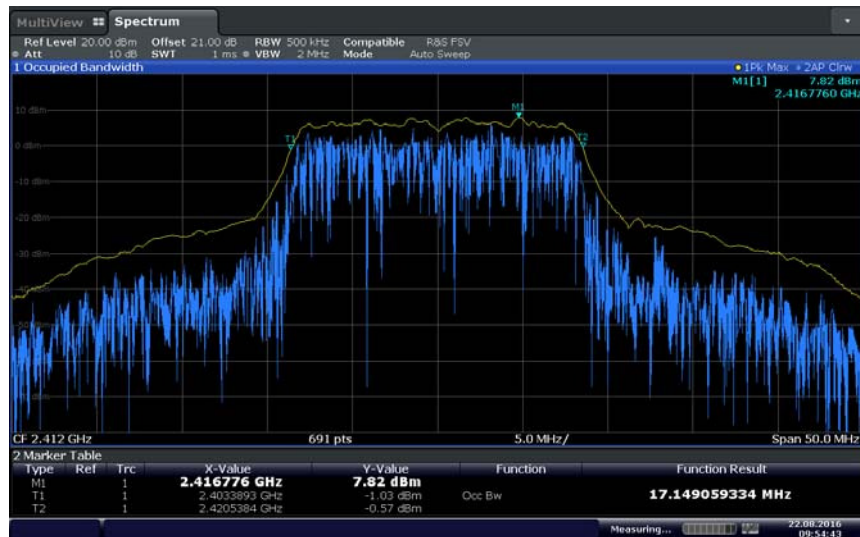 MultiView Spectrum
Ref Level 20.00 dBm Offset 21.00 dB RBW 500 kHz Compatible R&S FSV
Att 10 dB SWT 1 ms VBW 2 MHz Mode Auto Sweep
1 Occupied Bandwidth 1Pk Max 2AP Clrw
M1[1] 7.82 dBm
2.4167760 GHz
M1
10 dBm
T1 T2
0 dBm
-10 dBm
-20 dBm
-30 dBm
CF 2.412 GHz 691 pts 5.0 MHz/ Span 50.0 MHz
2 Marker Table
Type Ref Trc X-Value Y-Value Function Function Result
M1 1 2.416776 GHz 7.82 dBm
T1 1 2.4033893 GHz -1.03 dBm Occ Bw 17.149059334 MHz
T2 1 2.4205384 GHz -0.57 dBm
Measuring... 22.08.2016
09:54:43